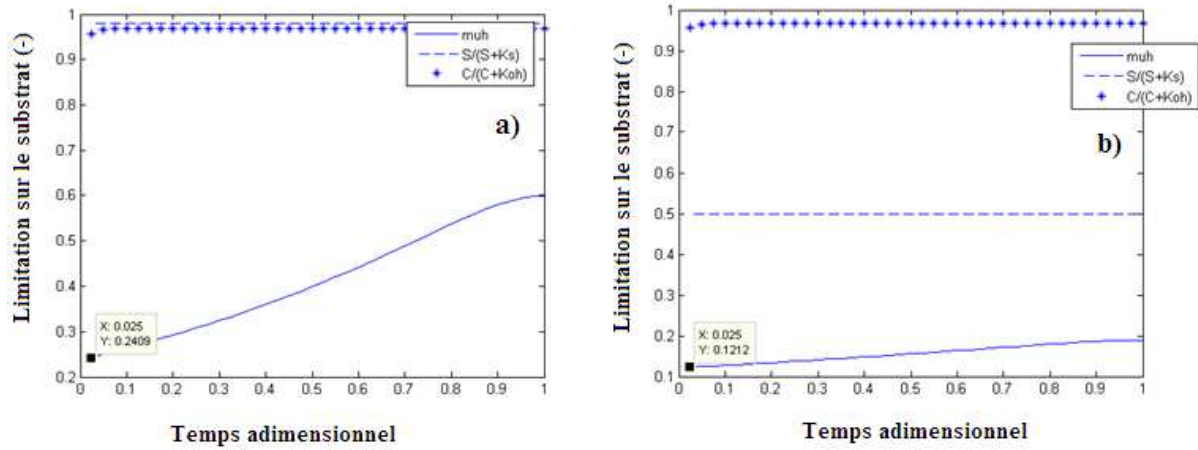 Limitation sur le substrat (-)
1
0.9
0.8
0.7
0.6
0.5
0.4
0.3
0.2
muh
S/(S+Ks)
C/(C+Koh)
a)
X: 0.025
Y: 0.2409
0 0.1 0.2 0.3 0.4 0.5 0.6 0.7 0.8 0.9 1
Temps adimensionnel
Limitation sur le substrat (-)
1
0.9
0.8
0.7
0.6
0.5
0.4
0.3
0.2
0.1
muh
S/(S+Ks)
C/(C+Koh)
b)
X: 0.025
Y: 0.1212
0 0.1 0.2 0.3 0.4 0.5 0.6 0.7 0.8 0.9 1
Temps adimensionnel